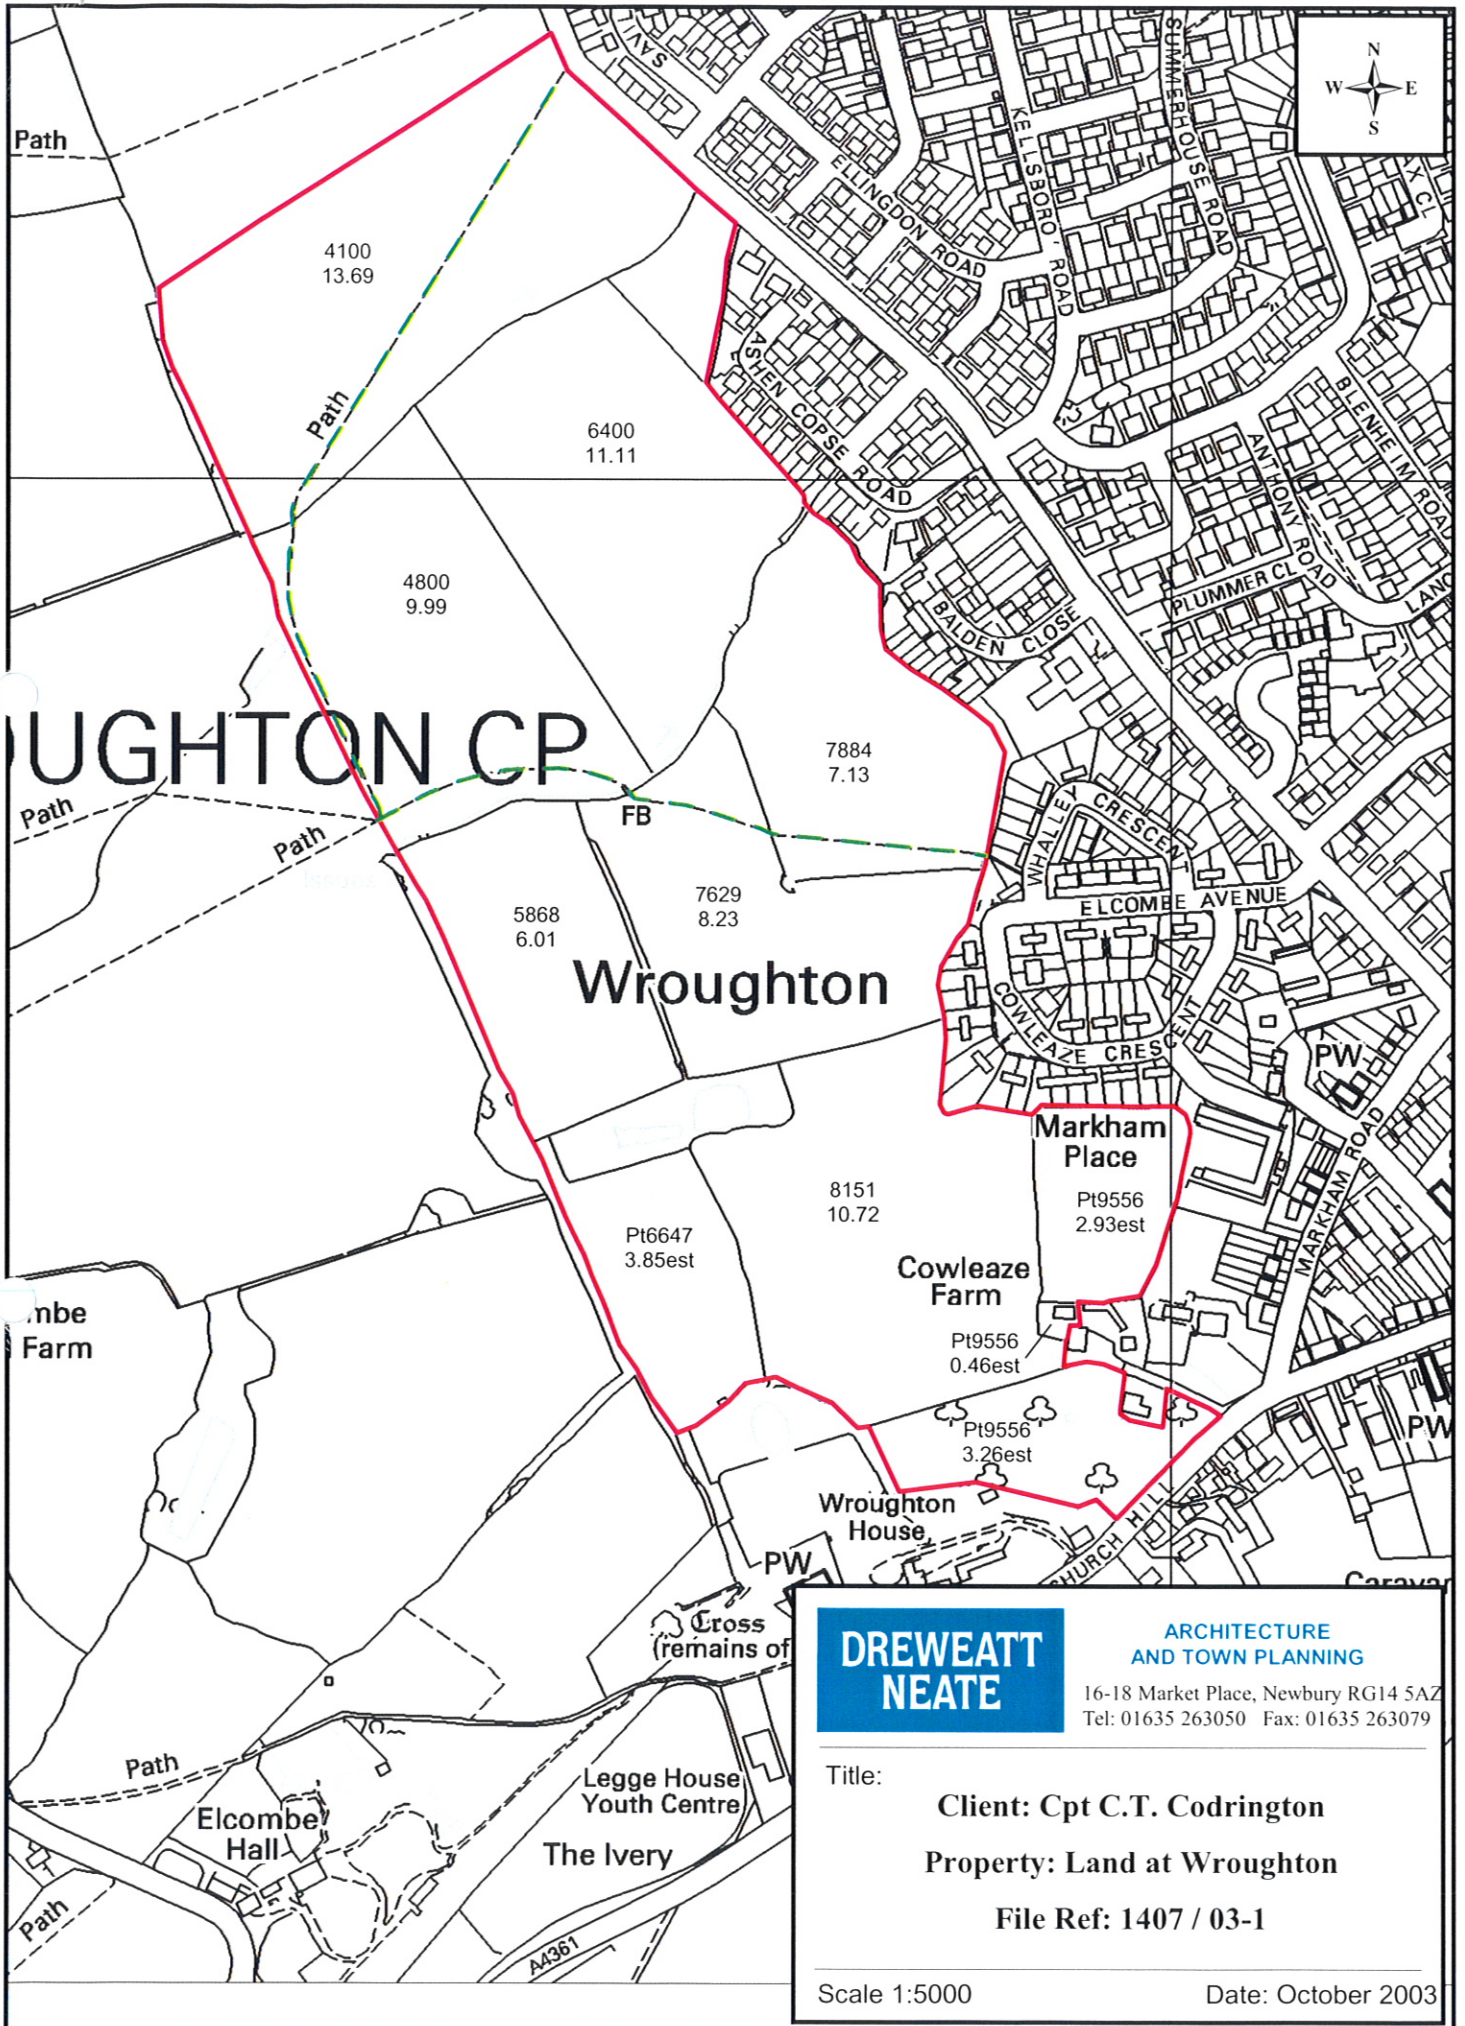 N
W E
S
SUMMERHOUSE ROAD
KELLSBORO' ROAD
ELLINGDON ROAD
X CL
Path
4100
13.69
Path
ASHEN COPSE ROAD
BLENHEIM ROAD
ANTHONY ROAD
6400
11.11
4800
9.99
PLUMMER CL
BALDEN CLOSE
OUGHTON CP
7884
7.13
Path
FB
Path
WHALLEY CRESCENT
ELCOMBE AVENUE
5868
6.01
7629
8.23
Wroughton
COWLEAZE CRESCENT
PW
Markham
Place
MARKHAM ROAD
8151
10.72
Pt9556
2.93est
Pt6647
3.85est
Cowleaze
Farm
mbe
Farm
Pt9556
0.46est
Pt9556
3.26est
PW
Wroughton
House
CHURCH HILL
PW
Caravan
Cross
(remains of
Path
Legge House
Youth Centre
Elcombe
Hall
The Ivery
Path
A4361
DREWEATT
NEATE
ARCHITECTURE
AND TOWN PLANNING
16-18 Market Place, Newbury RG14 5AZ
Tel: 01635 263050 Fax: 01635 263079
Title:
Client: Cpt C.T. Codrington
Property: Land at Wroughton
File Ref: 1407 / 03-1
Scale 1:5000 Date: October 2003